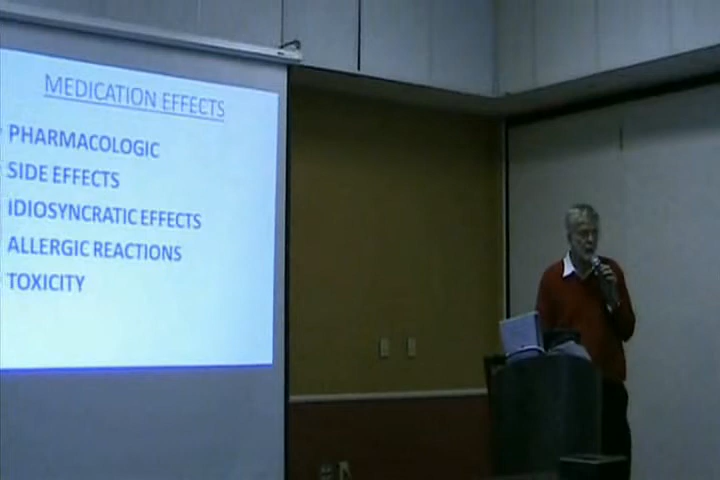 MEDICATION EFFECTS
PHARMACOLOGIC
SIDE EFFECTS
IDIOSYNCRATIC EFFECTS
ALLERGIC REACTIONS
TOXICITY